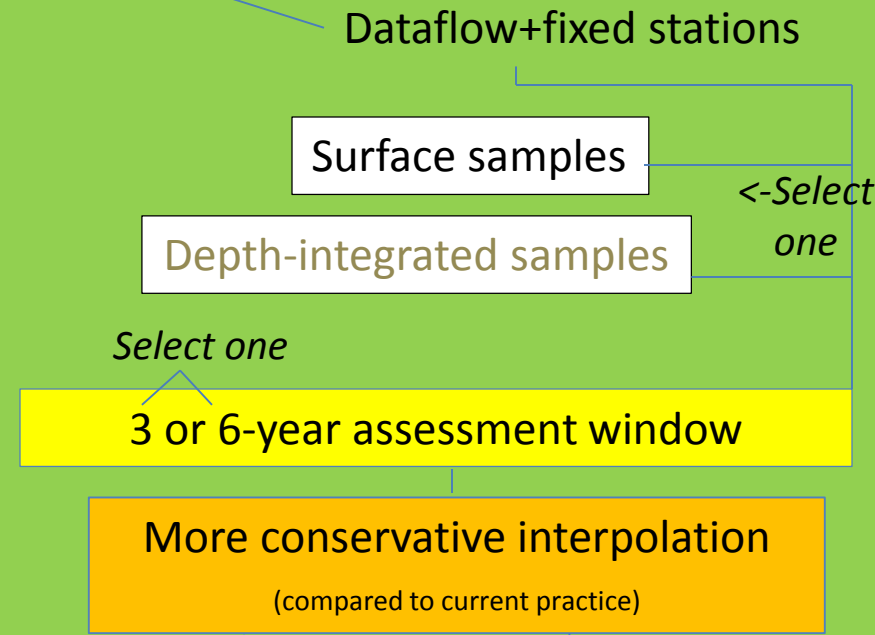 Dataflow+fixed stations
Surface samples
<-Select
one
Depth-integrated samples
Select one
3 or 6-year assessment window
More conservative interpolation
(compared to current practice)